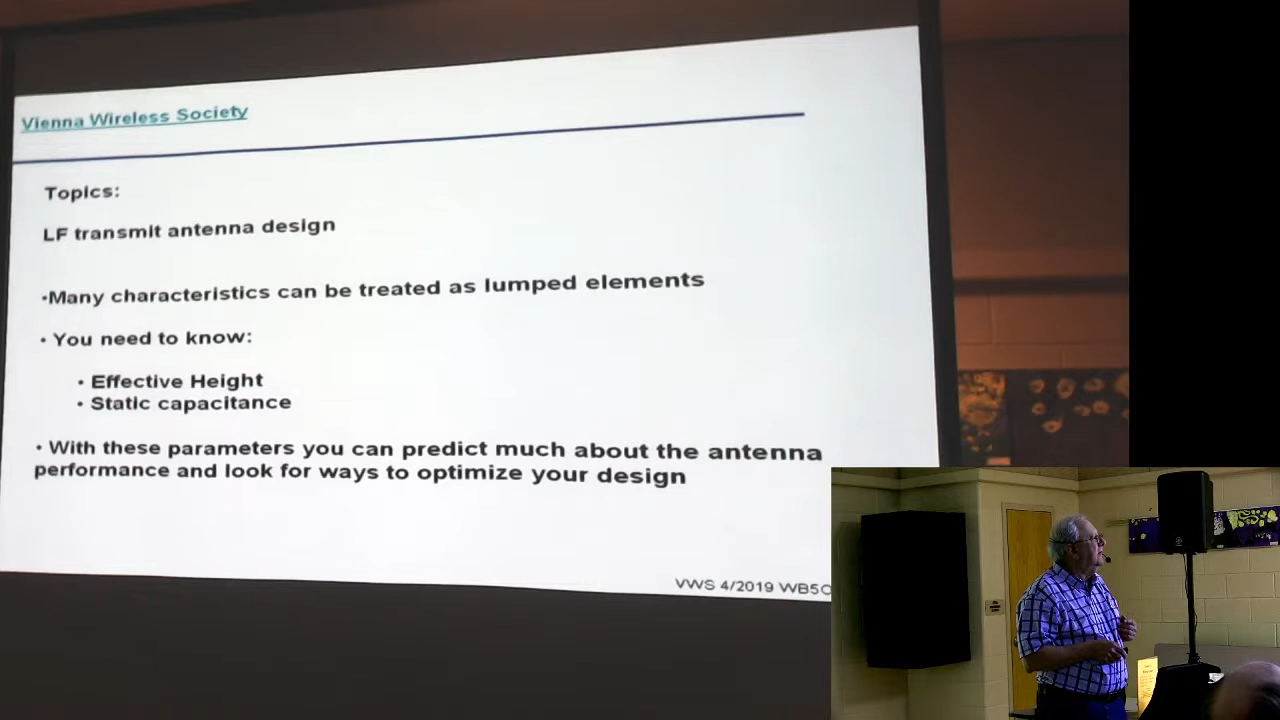 Vienna Wireless Society
Topics:
LF transmit antenna design
•Many characteristics can be treated as lumped elements
• You need to know:
• Effective Height
• Static capacitance
• With these parameters you can predict much about the antenna
performance and look for ways to optimize your design
VWS 4/2019